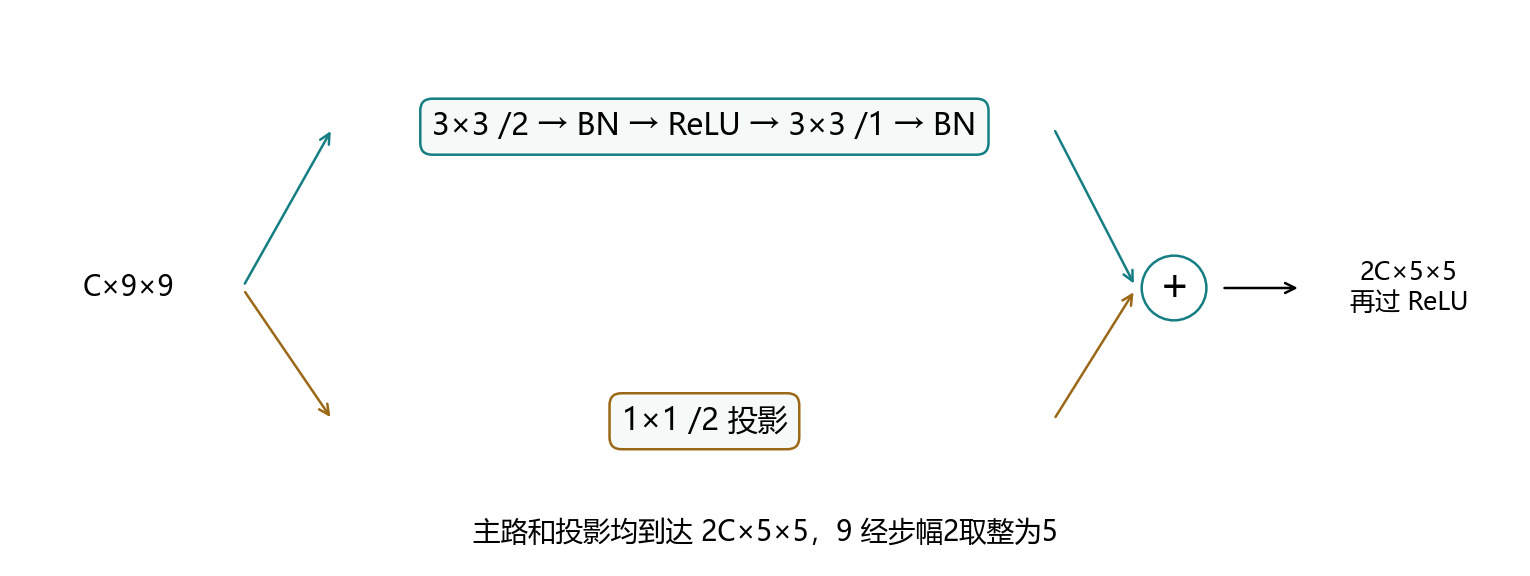 3×3 /2 → BN → ReLU → 3×3 /1 → BN
C×9×9
+
2C×5×5
再过 ReLU
1×1 /2 投影
主路和投影均到达 2C×5×5，9 经步幅2取整为5